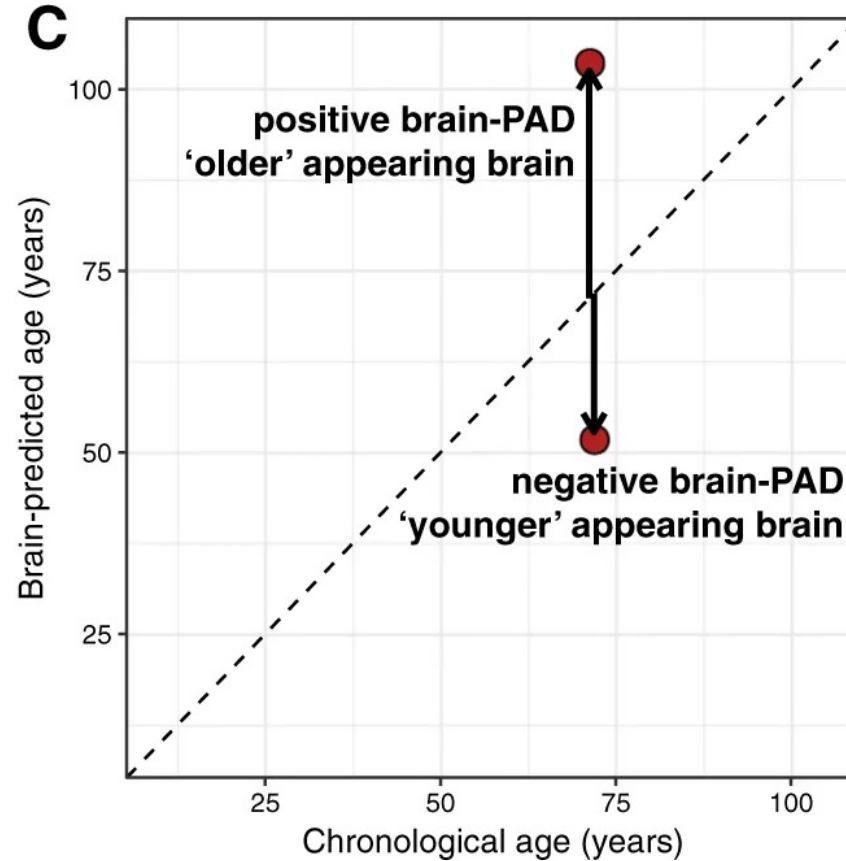 C
100
positive brain-PAD
‘older’ appearing brain
75
Brain-predicted age (years)
50
negative brain-PAD
‘younger’ appearing brain
25
25 50 75 100
Chronological age (years)